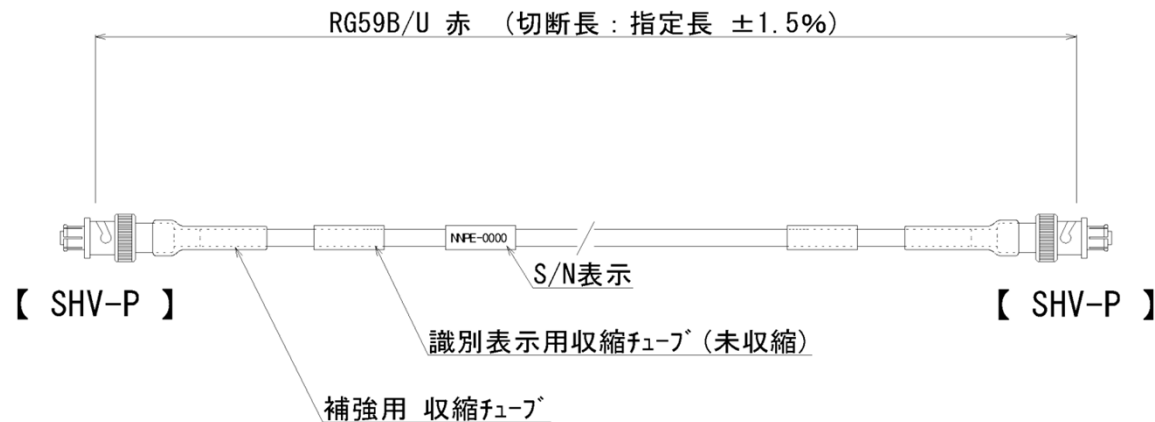 RG59B/U 赤 (切断長：指定長 ±1.5%)
NNPE-0000
S/N表示
【 SHV-P 】
【 SHV-P 】
識別表示用収縮ﾁｭｰﾌﾞ(未収縮)
補強用 収縮ﾁｭｰﾌﾞ